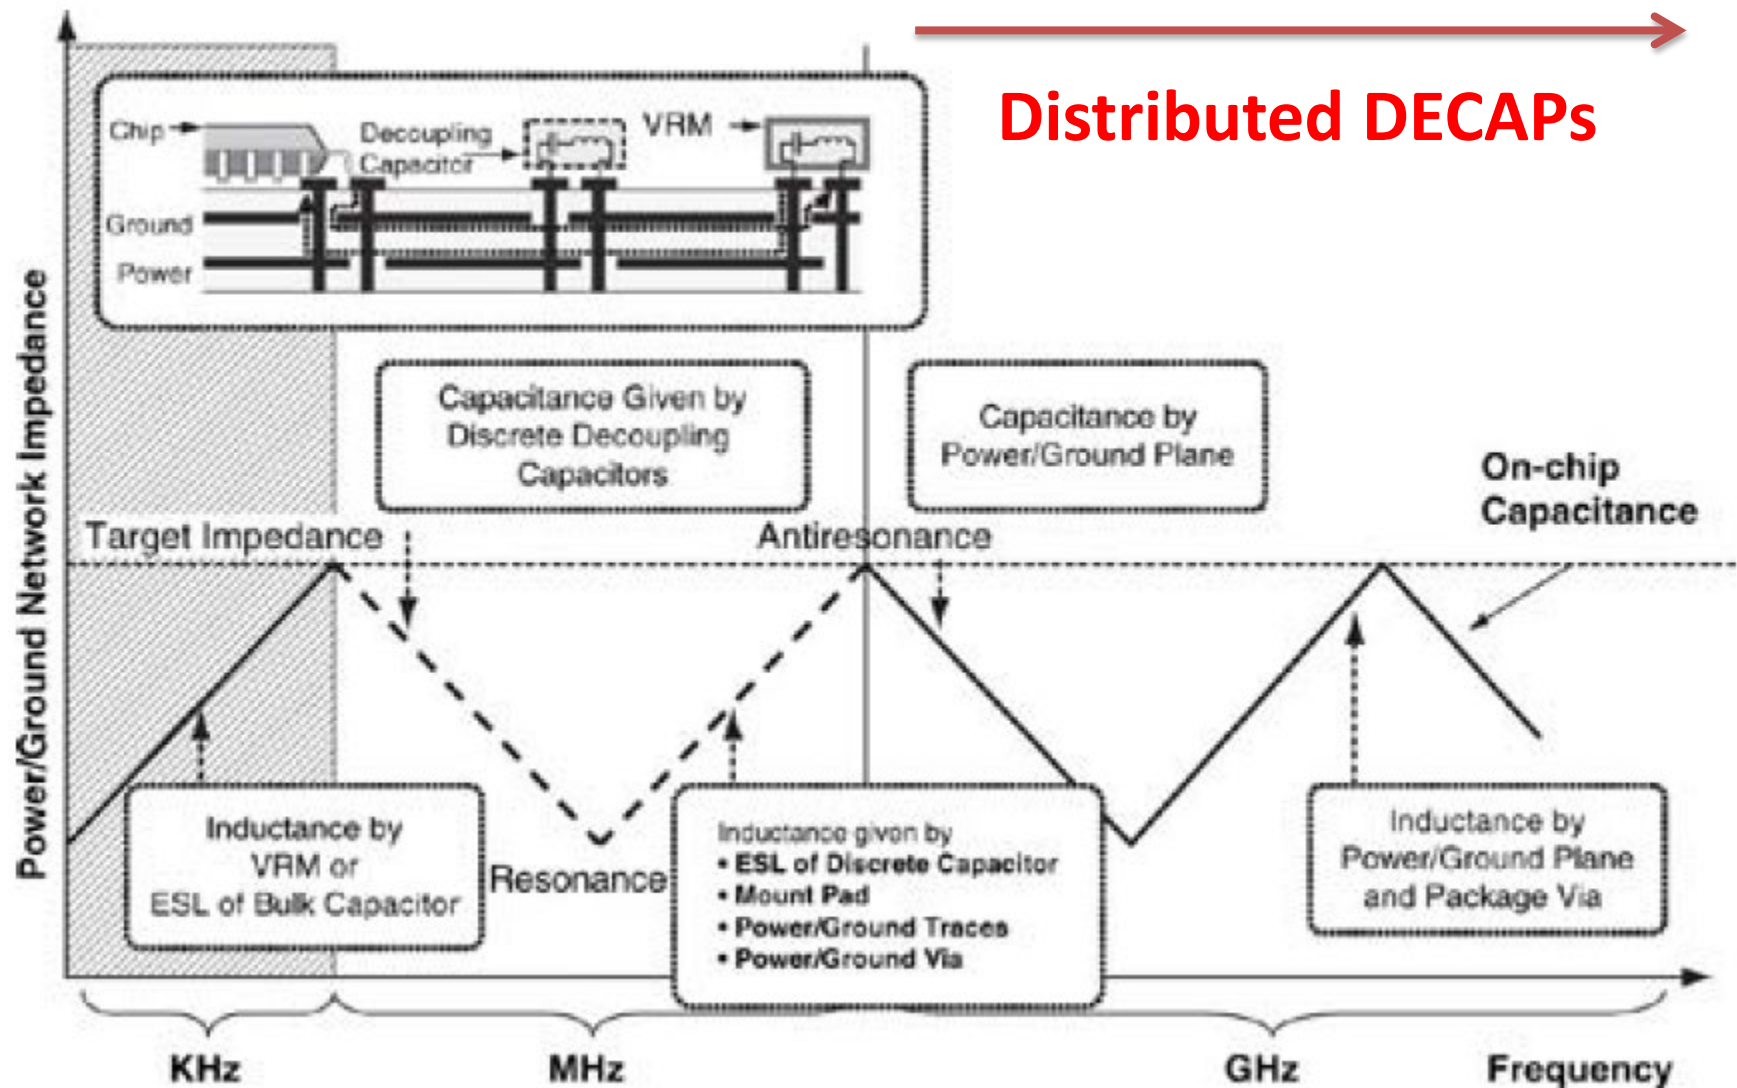 Distributed DECAPs
Chip
Decoupling
Capacitor
VRM
Ground
Power
Power/Ground Network Impedance
Capacitance Given by
Discrete Decoupling
Capacitors
Capacitance by
Power/Ground Plane
On-chip
Capacitance
Target Impedance
Antiresonance
Inductance by
VRM or
ESL of Bulk Capacitor
Resonance
Inductance given by
• ESL of Discrete Capacitor
• Mount Pad
• Power/Ground Traces
• Power/Ground Via
Inductance by
Power/Ground Plane
and Package Via
KHz
MHz
GHz
Frequency